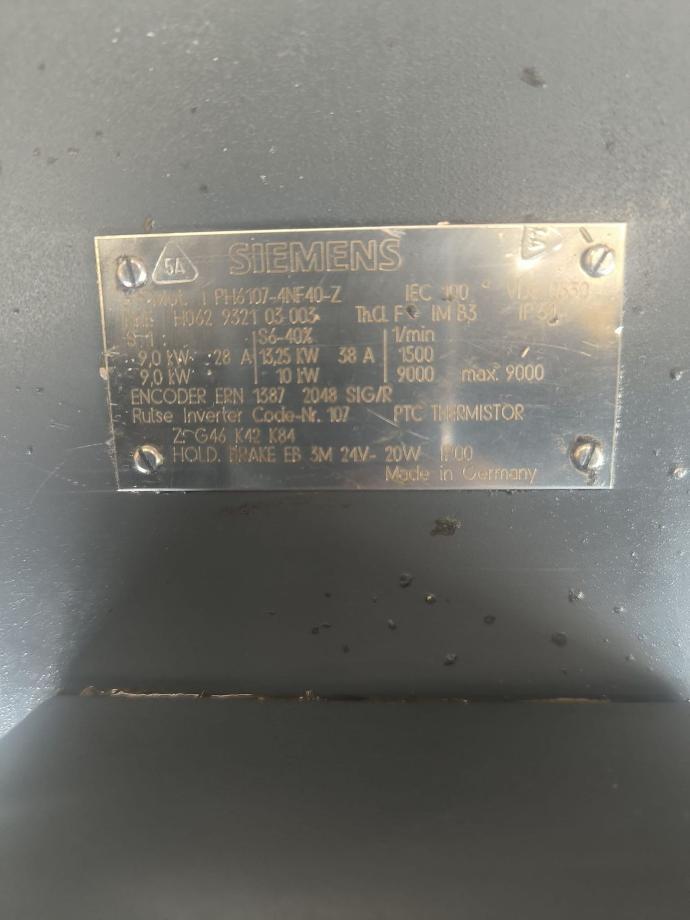 5A SIEMENS
1 PH6107-4NF40-Z IEC 100
H062 9321 03 003 Th.Cl. F IM B3
S1 S6-40% 1/min
9,0 KW 28 A 13,25 KW 38 A 1500
9,0 KW 10 KW 9000 max. 9000
ENCODER ERN 1387 2048 SIG/R
Pulse Inverter Code-Nr. 107 PTC THERMISTOR
Z= G46 K42 K84
HOLD. BRAKE EB 3M 24V- 20W IP00
Made in Germany